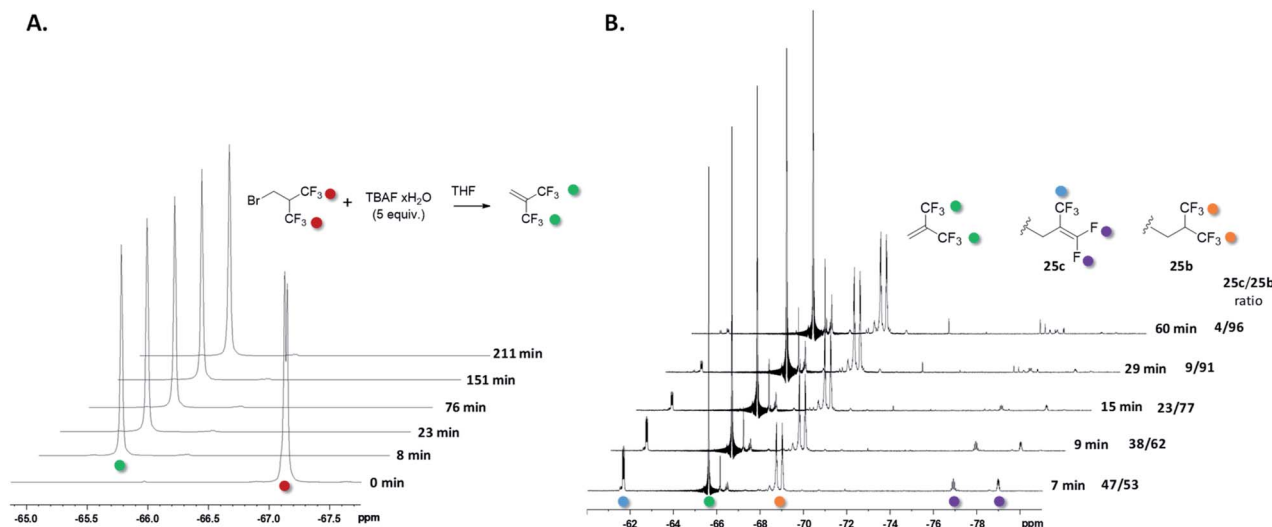 A.
Br
CF3
CF3
+
TBAF xH2O
(5 equiv.)
THF
CF3
CF3
211 min
151 min
76 min
23 min
8 min
0 min
-65.0 -65.5 -66.0 -66.5 -67.0 -67.5 ppm
B.
CF3
CF3
CF3
F
F
25c
CF3
CF3
25b
25c/25b
ratio
60 min 4/96
29 min 9/91
15 min 23/77
9 min 38/62
7 min 47/53
-62 -64 -66 -68 -70 -72 -74 -76 -78 ppm